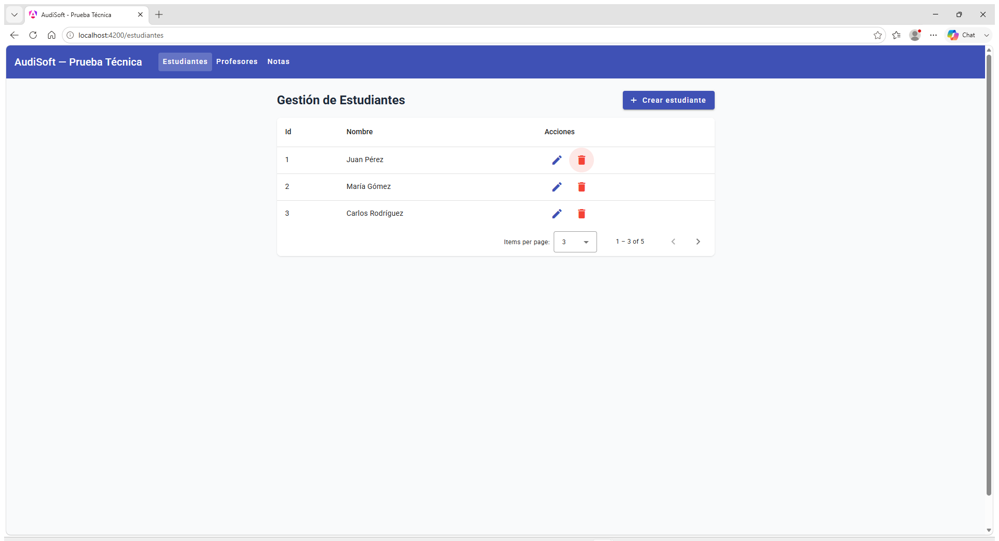 AudiSoft - Prueba Técnica
localhost:4200/estudiantes
Chat
AudiSoft — Prueba Técnica Estudiantes Profesores Notas
Gestión de Estudiantes
+ Crear estudiante
Id Nombre Acciones
1 Juan Pérez
2 María Gómez
3 Carlos Rodríguez
Items per page: 3 1 – 3 of 5